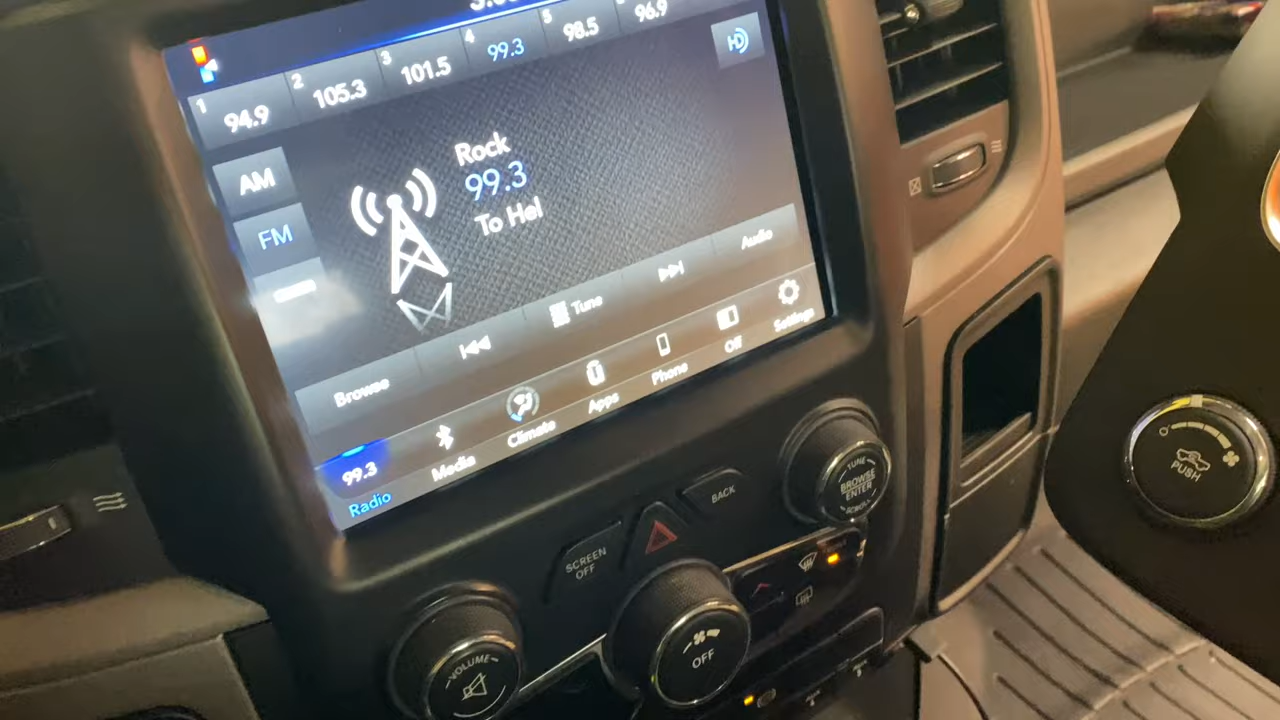 1
94.9
2
105.3
3
101.5
4
99.3
5
98.5
96.9
HD
AM
FM
Rock
99.3
To Hel
Browse
Tune
Audio
99.3
Radio
Media
Climate
Apps
Phone
Off
Settings
SCREEN
OFF
BACK
TUNE
BROWSE
ENTER
SCROLL
VOLUME
OFF
PUSH